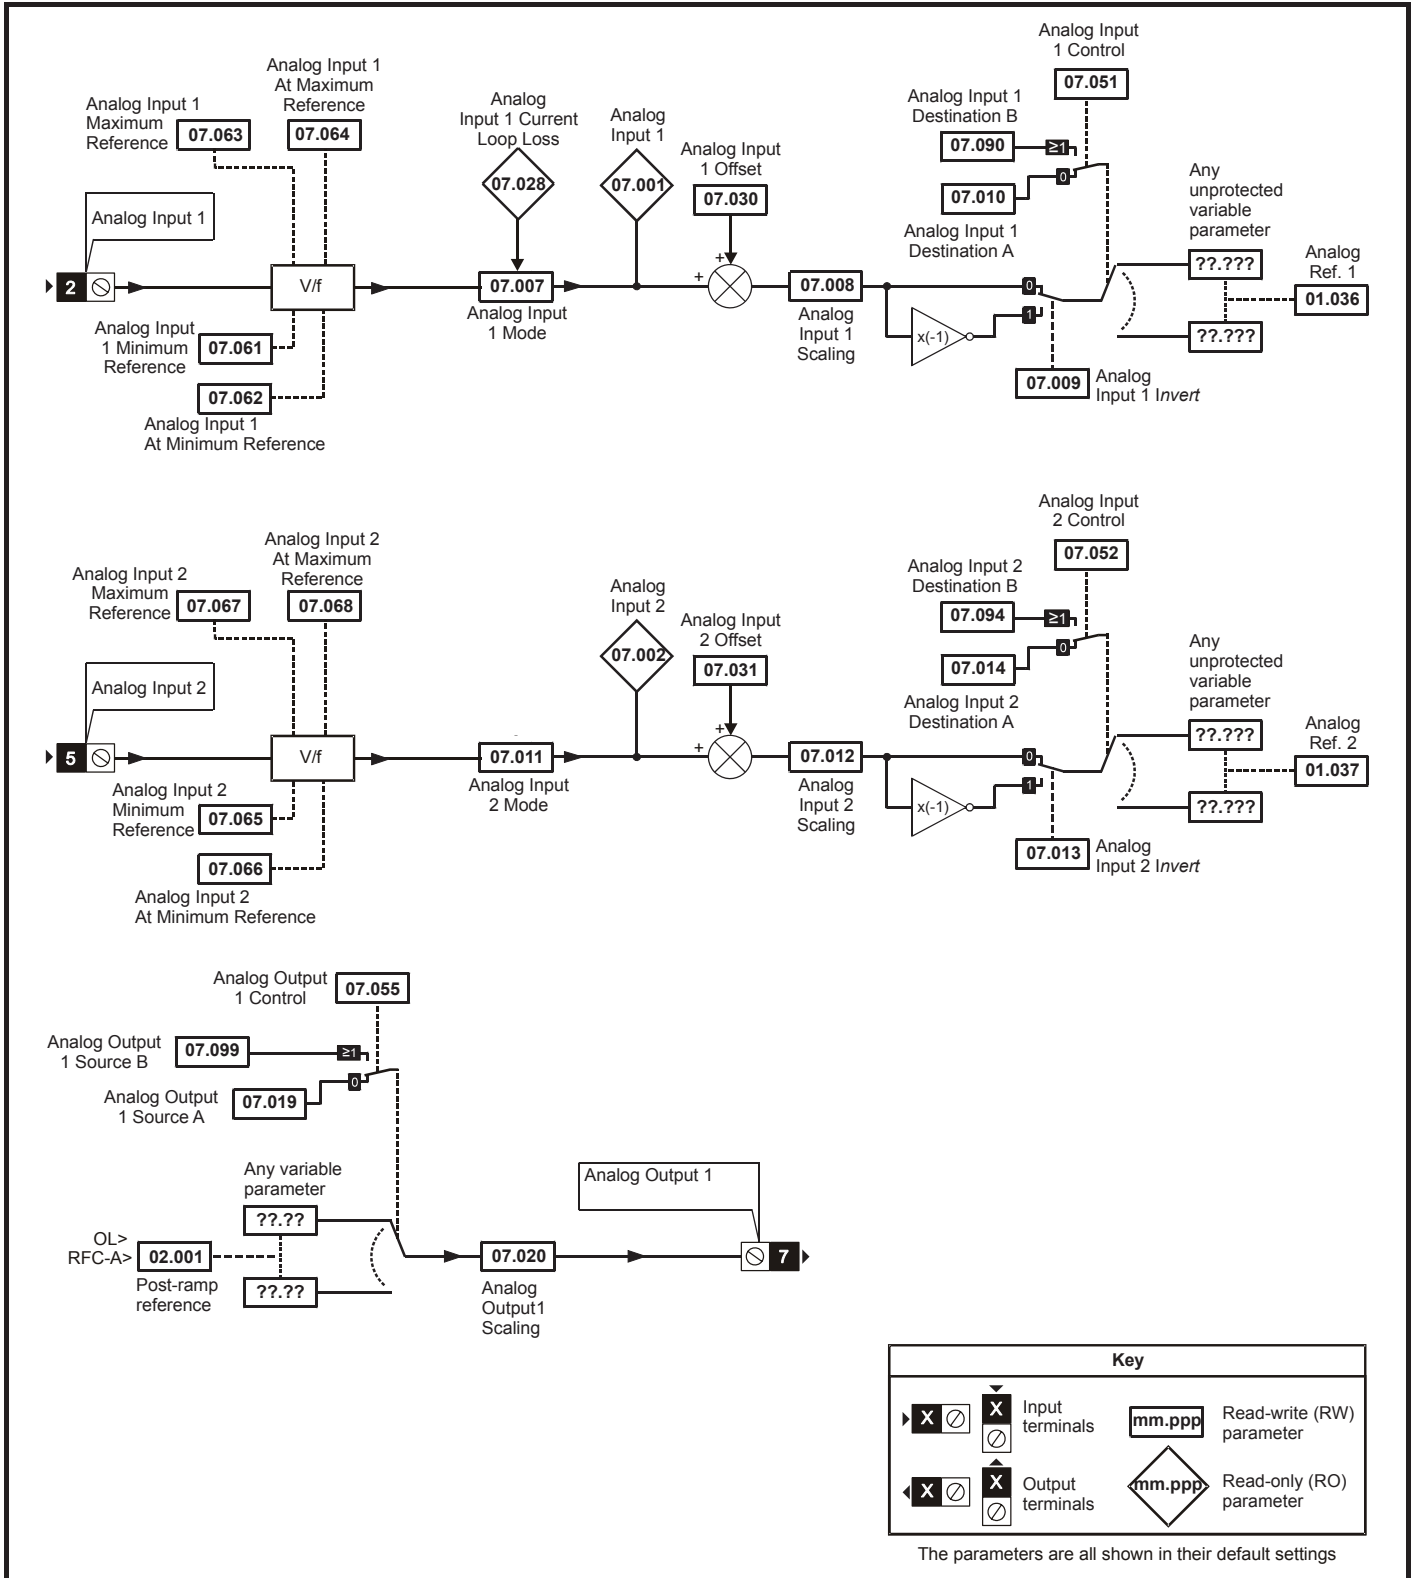 Analog Input
1 Control
07.051
Analog Input 1
At Maximum
Reference
07.064
Analog Input 1
Maximum
Reference
07.063
Analog
Input 1 Current
Loop Loss
07.028
Analog
Input 1
07.001
Analog Input
1 Offset
07.030
Analog Input 1
Destination B
07.090
≥1
0
07.010
Analog Input 1
Destination A
Any
unprotected
variable
parameter
??.???
??.???
Analog
Ref. 1
01.036
Analog Input 1
2
V/f
07.007
Analog Input
1 Mode
+
+
07.008
Analog
Input 1
Scaling
x(-1)
0
1
07.009
Analog
Input 1 Invert
Analog Input
1 Minimum
Reference
07.061
07.062
Analog Input 1
At Minimum Reference
Analog Input
2 Control
07.052
Analog Input 2
At Maximum
Reference
07.068
Analog Input 2
Maximum
Reference
07.067
Analog
Input 2
07.002
Analog Input
2 Offset
07.031
Analog Input 2
Destination B
07.094
≥1
0
07.014
Analog Input 2
Destination A
Any
unprotected
variable
parameter
??.???
??.???
Analog
Ref. 2
01.037
Analog Input 2
5
V/f
07.011
Analog Input
2 Mode
+
+
07.012
Analog
Input 2
Scaling
x(-1)
0
1
07.013
Analog
Input 2 Invert
Analog Input 2
Minimum
Reference
07.065
07.066
Analog Input 2
At Minimum Reference
Analog Output
1 Control
07.055
Analog Output
1 Source B
07.099
≥1
0
Analog Output
1 Source A
07.019
Any variable
parameter
??.??
??.??
OL>
RFC-A>
02.001
Post-ramp
reference
07.020
Analog
Output1
Scaling
Analog Output 1
7
Key
X
X
Input
terminals
mm.ppp
Read-write (RW)
parameter
X
X
Output
terminals
mm.ppp
Read-only (RO)
parameter
The parameters are all shown in their default settings